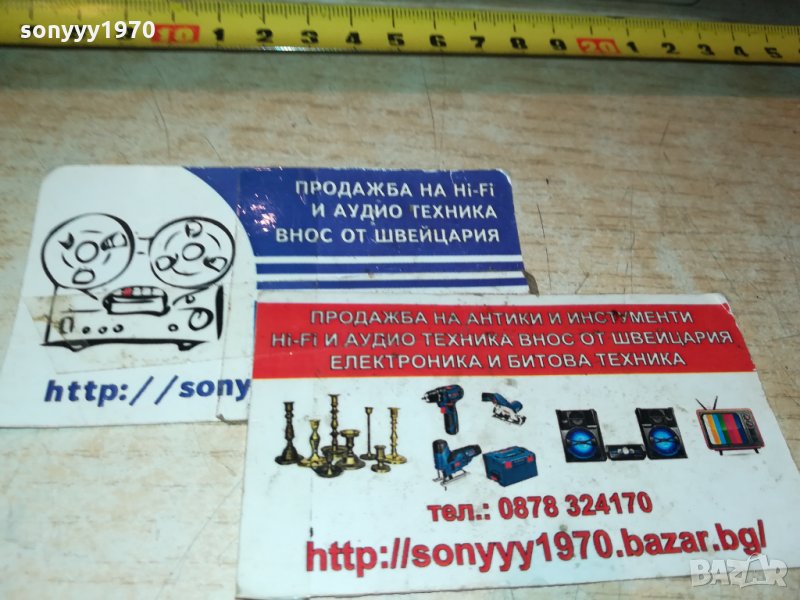 sonyyy1970
10 1 2 3 4 5 6 7 8 9 20 1 2 3 4 5
ПРОДАЖБА НА Hi-Fi
И АУДИО ТЕХНИКА
ВНОС ОТ ШВЕЙЦАРИЯ
http://sony
ПРОДАЖБА НА АНТИКИ И ИНСТУМЕНТИ
Hi-Fi И АУДИО ТЕХНИКА ВНОС ОТ ШВЕЙЦАРИЯ
ЕЛЕКТРОНИКА И БИТОВА ТЕХНИКА
тел.: 0878 324170
http://sonyyy1970.bazar.bg/
BAZAR